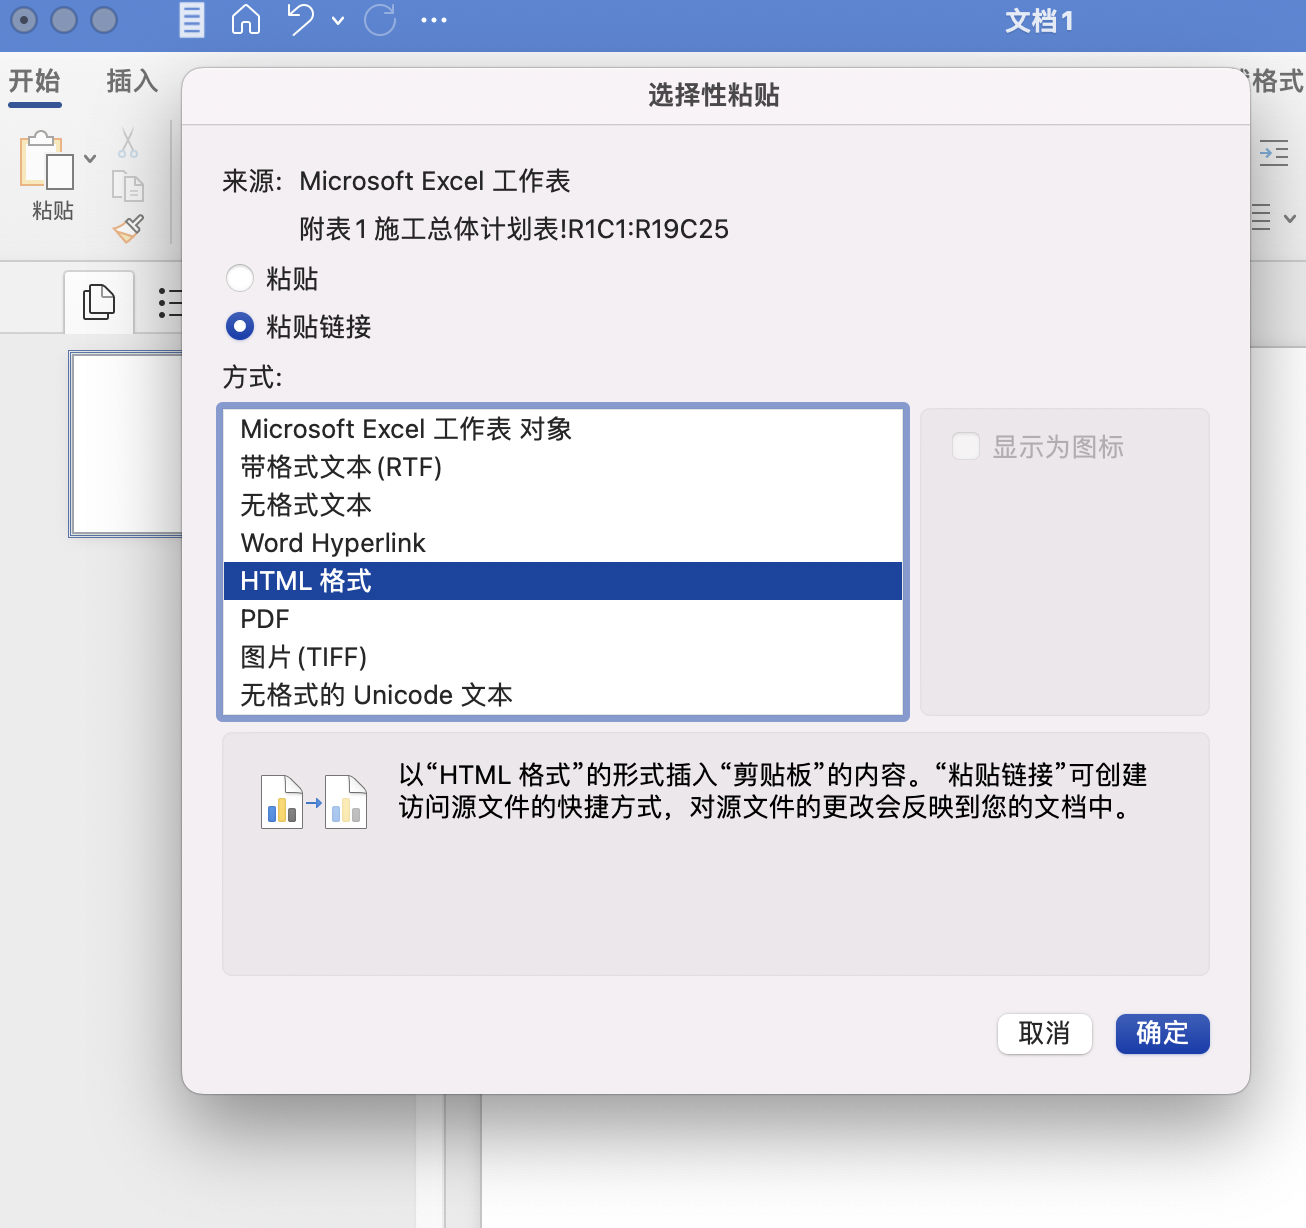 文档1
开始 插入
格式
粘贴
选择性粘贴
来源: Microsoft Excel 工作表
附表1 施工总体计划表!R1C1:R19C25
粘贴
粘贴链接
方式:
Microsoft Excel 工作表 对象
带格式文本(RTF)
无格式文本
Word Hyperlink
HTML 格式
PDF
图片(TIFF)
无格式的 Unicode 文本
显示为图标
以“HTML 格式”的形式插入“剪贴板”的内容。“粘贴链接”可创建
访问源文件的快捷方式，对源文件的更改会反映到您的文档中。
取消 确定